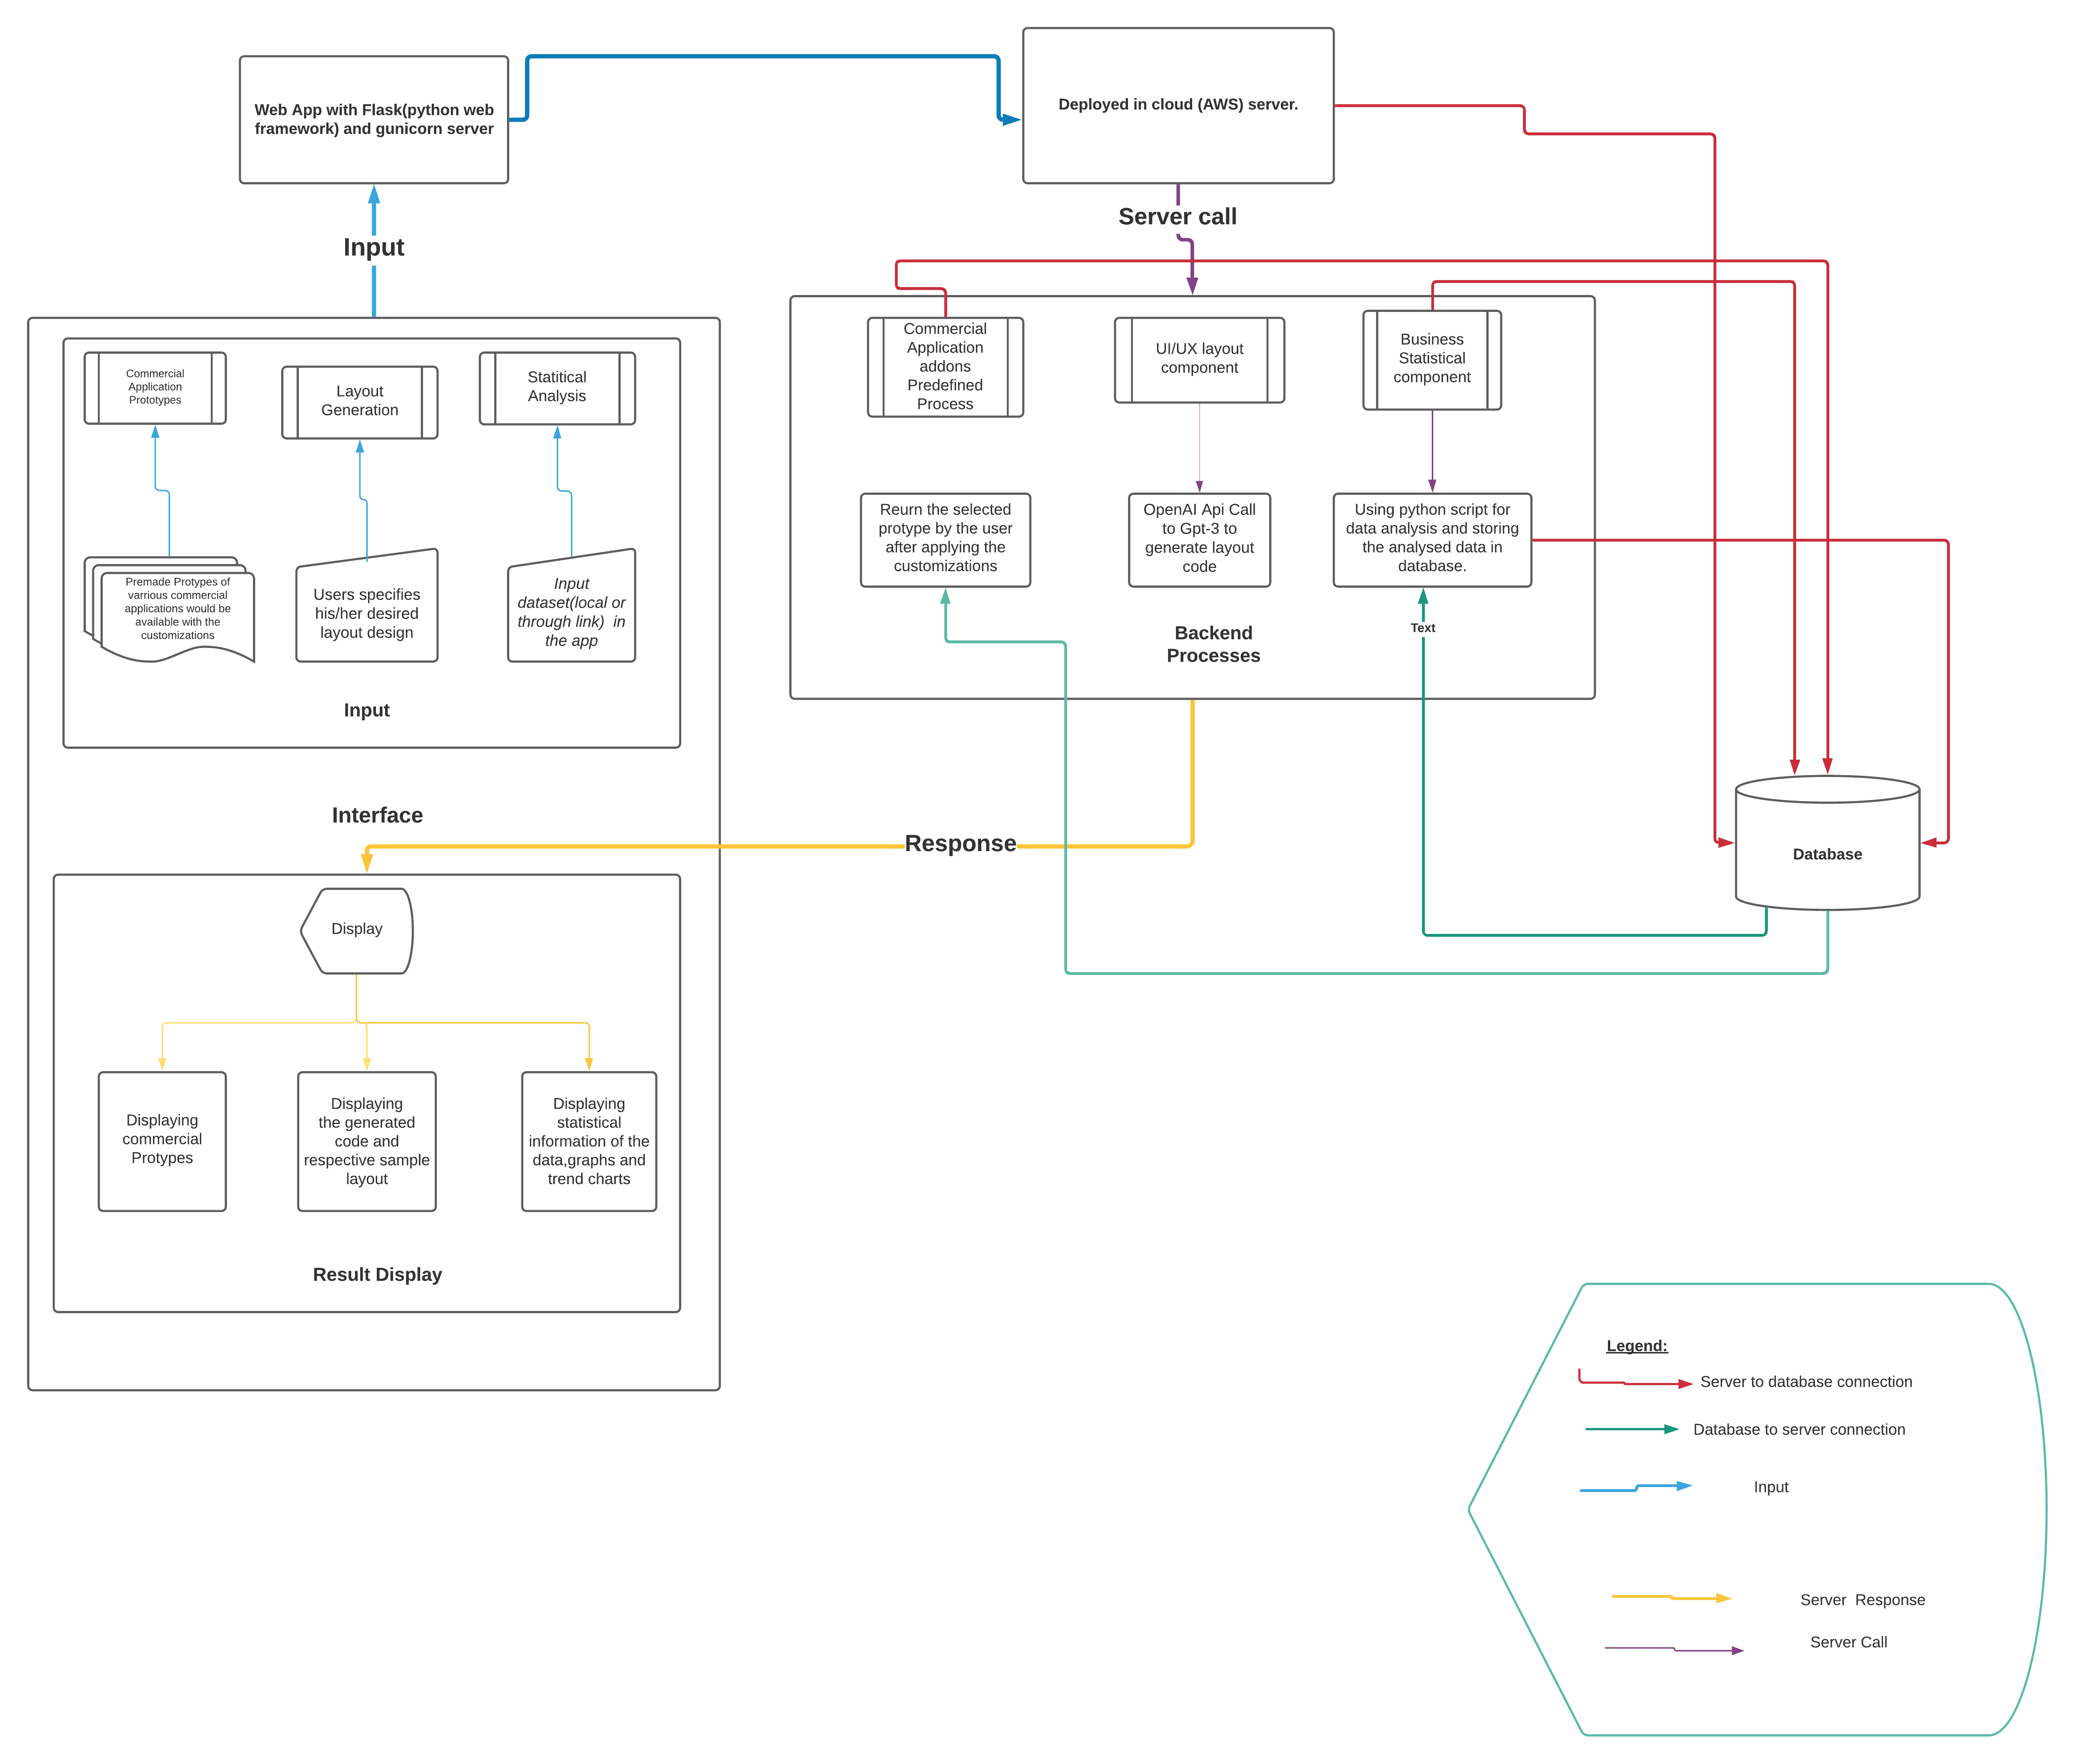 Web App with Flask(python web
framework) and gunicorn server
Deployed in cloud (AWS) server.
Input
Server call
Commercial
Application
Prototypes
Layout
Generation
Statitical
Analysis
Premade Protypes of
varrious commercial
applications would be
available with the
customizations
Users specifies
his/her desired
layout design
Input
dataset(local or
through link) in
the app
Input
Interface
Commercial
Application
addons
Predefined
Process
UI/UX layout
component
Business
Statistical
component
Reurn the selected
protype by the user
after applying the
customizations
OpenAI Api Call
to Gpt-3 to
generate layout
code
Using python script for
data analysis and storing
the analysed data in
database.
Text
Backend
Processes
Response
Database
Display
Displaying
commercial
Protypes
Displaying
the generated
code and
respective sample
layout
Displaying
statistical
information of the
data,graphs and
trend charts
Result Display
Legend:
Server to database connection
Database to server connection
Input
Server Response
Server Call